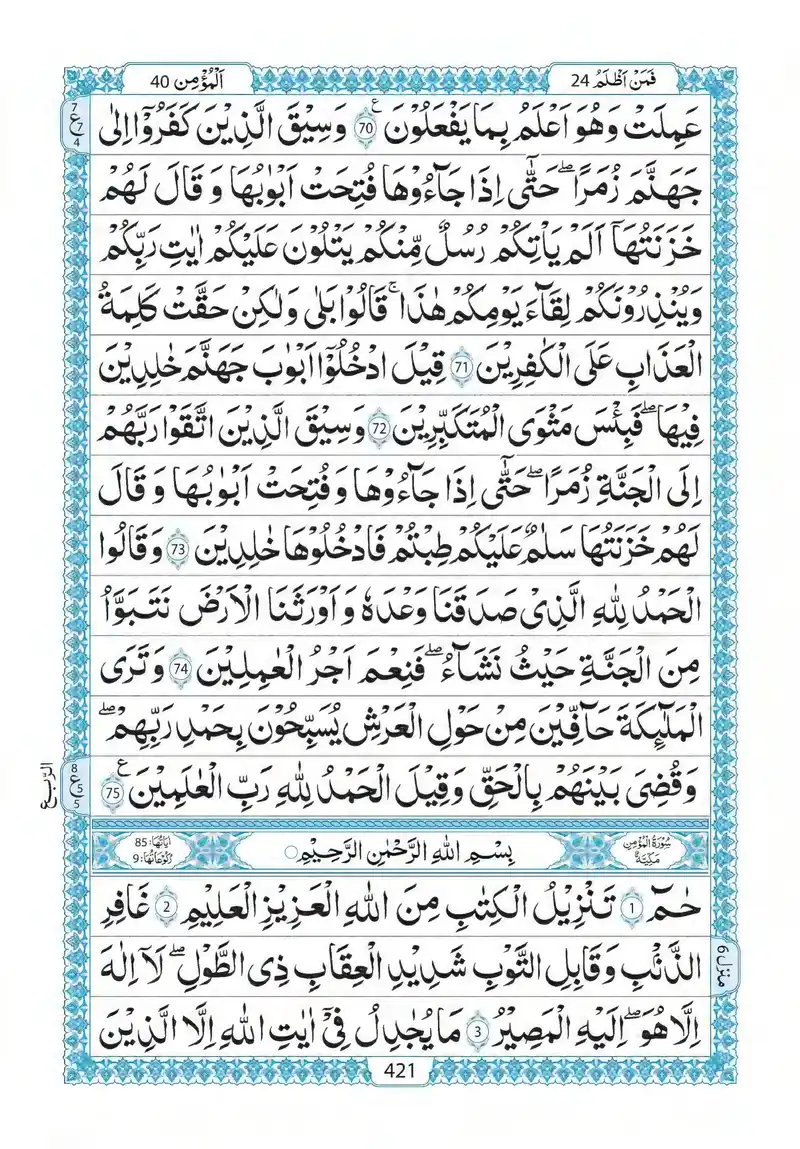 فَمَنْ اَظْلَمُ 24
اَلْمُؤْمِن 40
عَمِلَتْ وَهُوَ اَعْلَمُ بِمَا يَفْعَلُوْنَ ؑ 70 وَسِيْقَ الَّذِيْنَ كَفَرُوْۤا اِلٰى
7 ع 7 4
جَهَنَّمَ زُمَرًا ؕۖ حَتّٰۤى اِذَا جَآءُوْهَا فُتِحَتْ اَبْوَابُهَا وَ قَالَ لَهُمْ
خَزَنَتُهَاۤ اَلَمْ يَاْتِكُمْ رُسُلٌ مِّنْكُمْ يَتْلُوْنَ عَلَيْكُمْ اٰيٰتِ رَبِّكُمْ
وَيُنْذِرُوْنَكُمْ لِقَآءَ يَوْمِكُمْ هٰذَا ۚ قَالُوْا بَلٰى وَلٰكِنْ حَقَّتْ كَلِمَةُ
الْعَذَابِ عَلَى الْكٰفِرِيْنَ 71 قِيْلَ ادْخُلُوْۤا اَبْوَابَ جَهَنَّمَ خٰلِدِيْنَ
فِيْهَا ۖ فَبِئْسَ مَثْوَى الْمُتَكَبِّرِيْنَ 72 وَسِيْقَ الَّذِيْنَ اتَّقَوْا رَبَّهُمْ
اِلَى الْجَنَّةِ زُمَرًا ۖ حَتّٰۤى اِذَا جَآءُوْهَا وَفُتِحَتْ اَبْوَابُهَا وَ قَالَ
لَهُمْ خَزَنَتُهَا سَلٰمٌ عَلَيْكُمْ طِبْتُمْ فَادْخُلُوْهَا خٰلِدِيْنَ 73 وَقَالُوا
الْحَمْدُ لِلّٰهِ الَّذِيْ صَدَقَنَا وَعْدَهٗ وَ اَوْرَثَنَا الْاَرْضَ نَتَبَوَّاُ
مِنَ الْجَنَّةِ حَيْثُ نَشَآءُ ۖ فَنِعْمَ اَجْرُ الْعٰمِلِيْنَ 74 وَتَرَى
الْمَلٰٓئِكَةَ حَآفِّيْنَ مِنْ حَوْلِ الْعَرْشِ يُسَبِّحُوْنَ بِحَمْدِ رَبِّهِمْ ۖ
وَقُضِيَ بَيْنَهُمْ بِالْحَقِّ وَقِيْلَ الْحَمْدُ لِلّٰهِ رَبِّ الْعٰلَمِيْنَ ؑ 75
8 ع 5 5
الرّبع
سُوْرَةُ الْمُؤْمِن مَكِّيَّةٌ
بِسْمِ اللّٰهِ الرَّحْمٰنِ الرَّحِيْمِ
اٰيَاتُهَا: 85
رُكُوْعَاتُهَا: 9
حٰمٓ 1 تَنْزِيْلُ الْكِتٰبِ مِنَ اللّٰهِ الْعَزِيْزِ الْعَلِيْمِ 2 غَافِرِ
الذَّنْۢبِ وَقَابِلِ التَّوْبِ شَدِيْدِ الْعِقَابِ ذِي الطَّوْلِ ۖ لَاۤ اِلٰهَ
منزل 6
اِلَّا هُوَ ۖ اِلَيْهِ الْمَصِيْرُ 3 مَا يُجَادِلُ فِيْۤ اٰيٰتِ اللّٰهِ اِلَّا الَّذِيْنَ
421